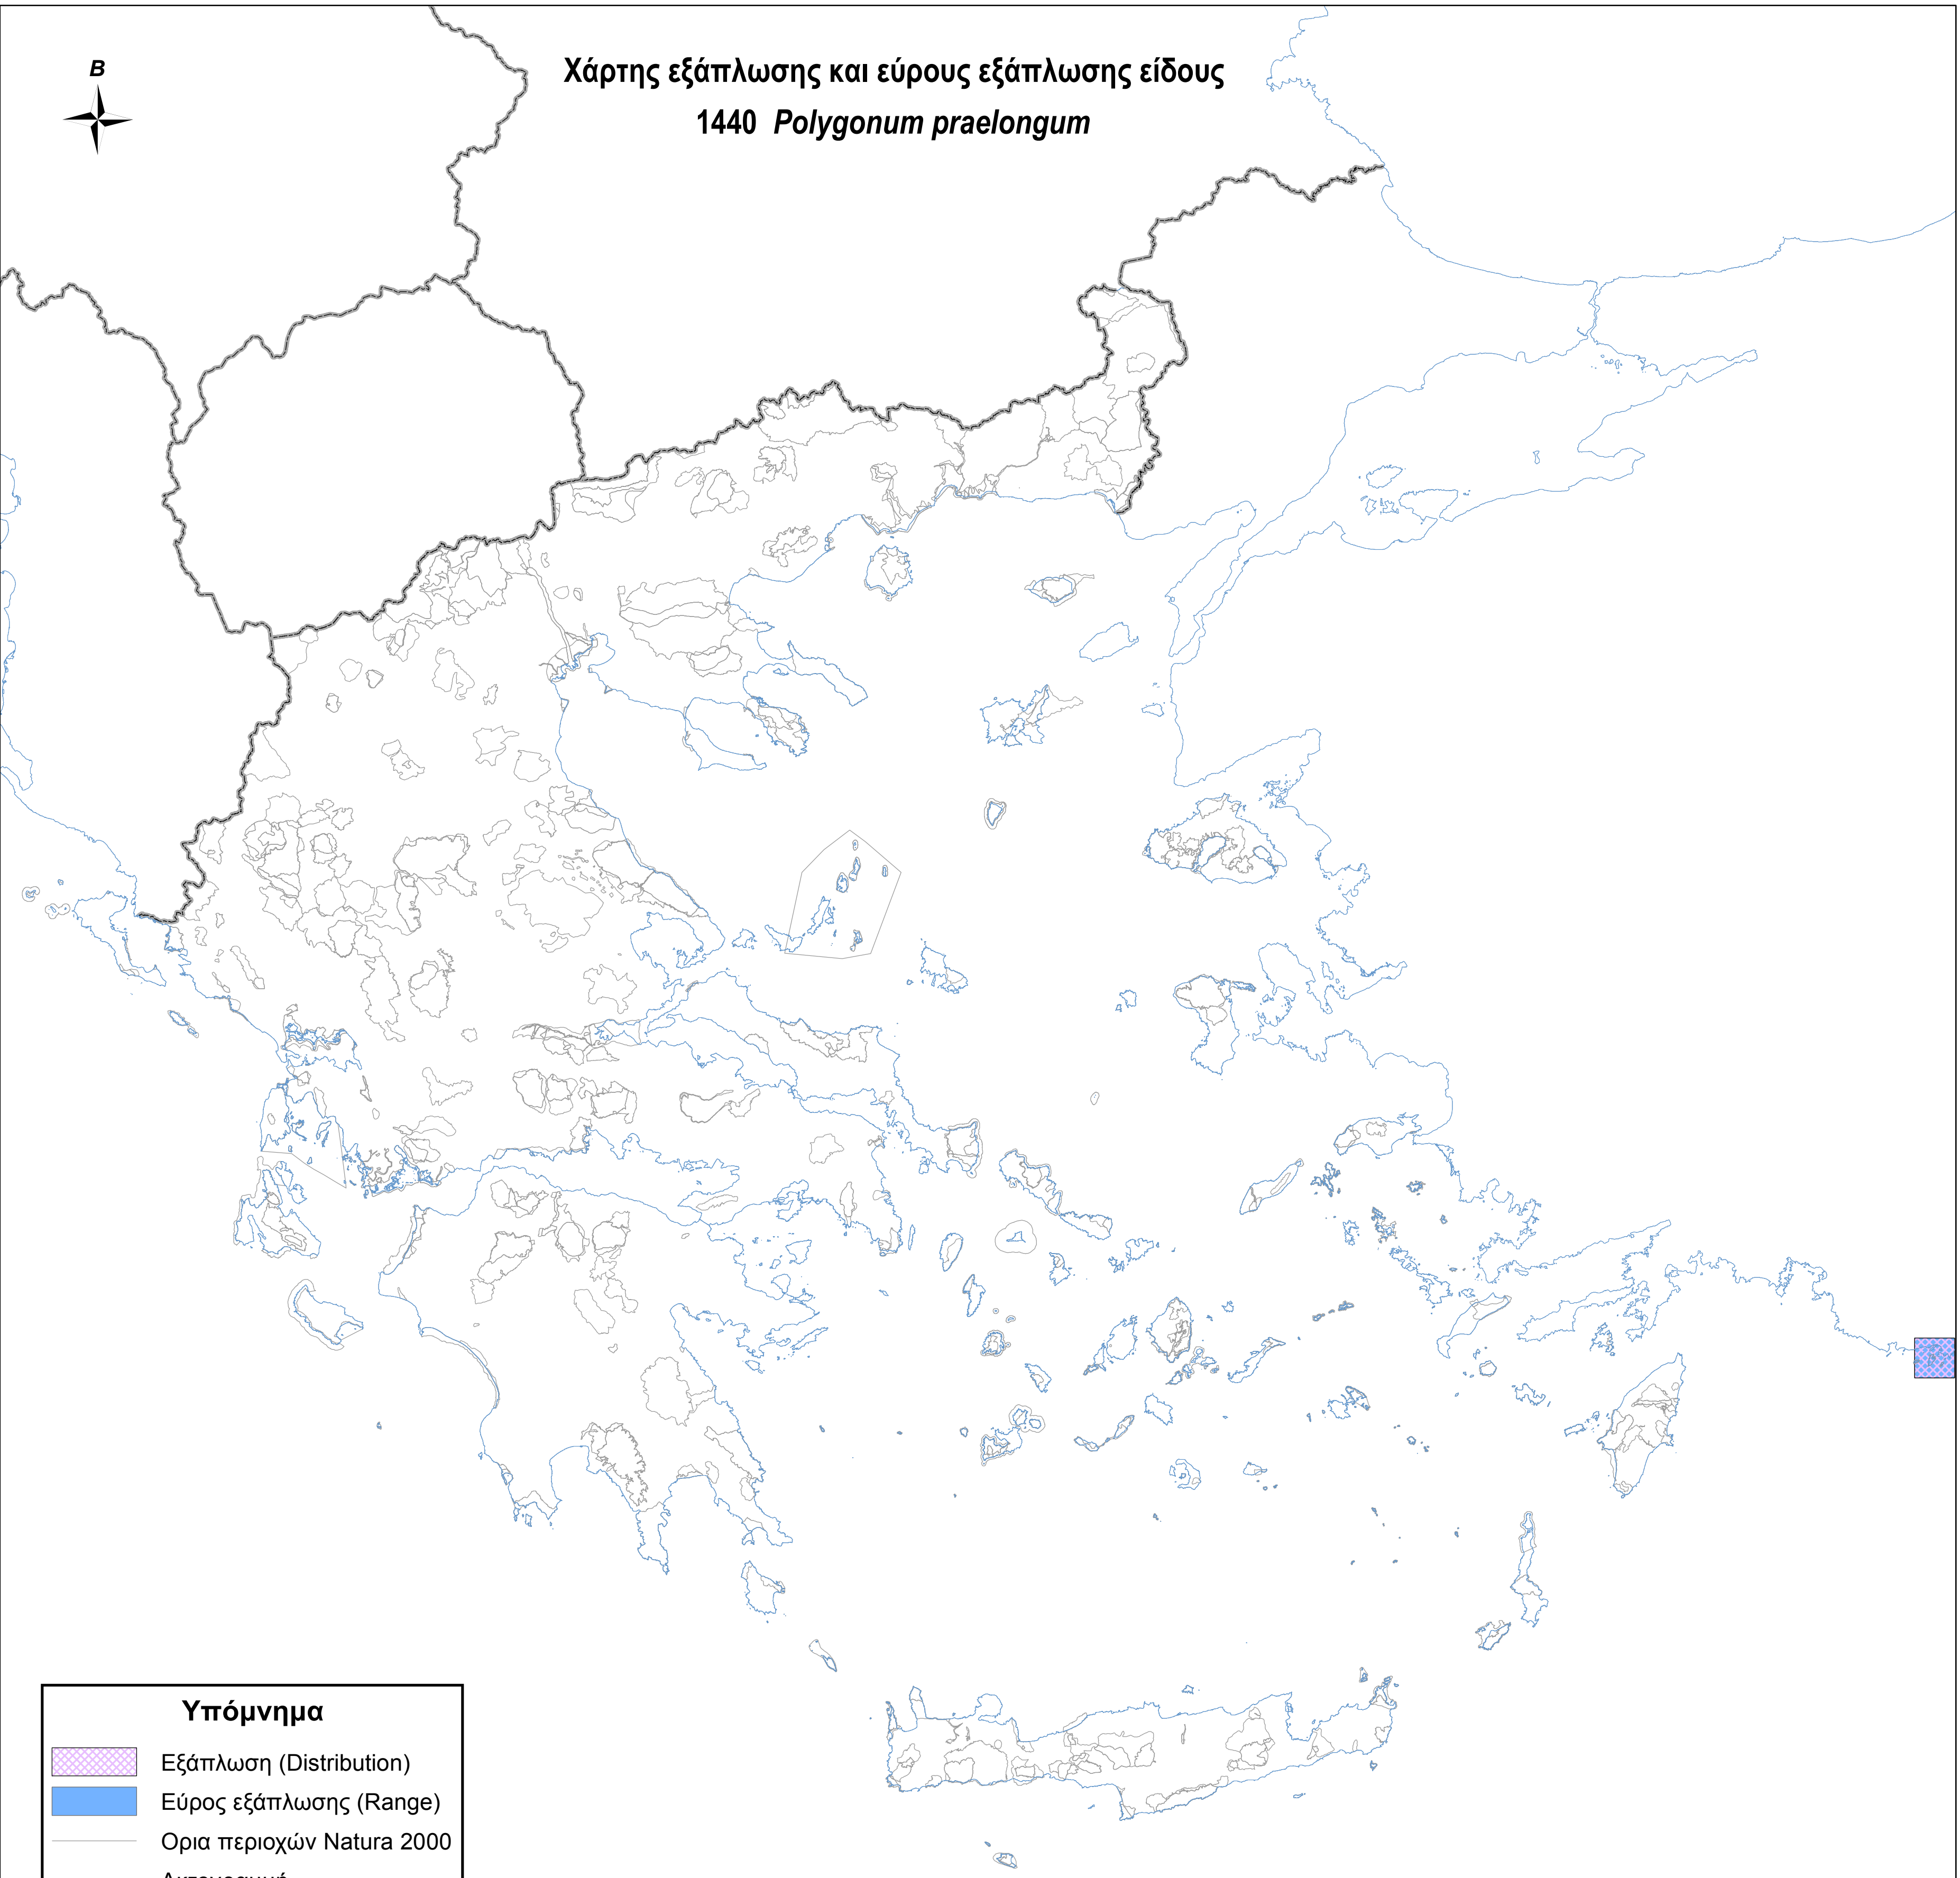 B
Χάρτης εξάπλωσης και εύρους εξάπλωσης είδους
1440 Polygonum praelongum
Υπόμνημα
Εξάπλωση (Distribution)
Εύρος εξάπλωσης (Range)
Ορια περιοχών Natura 2000